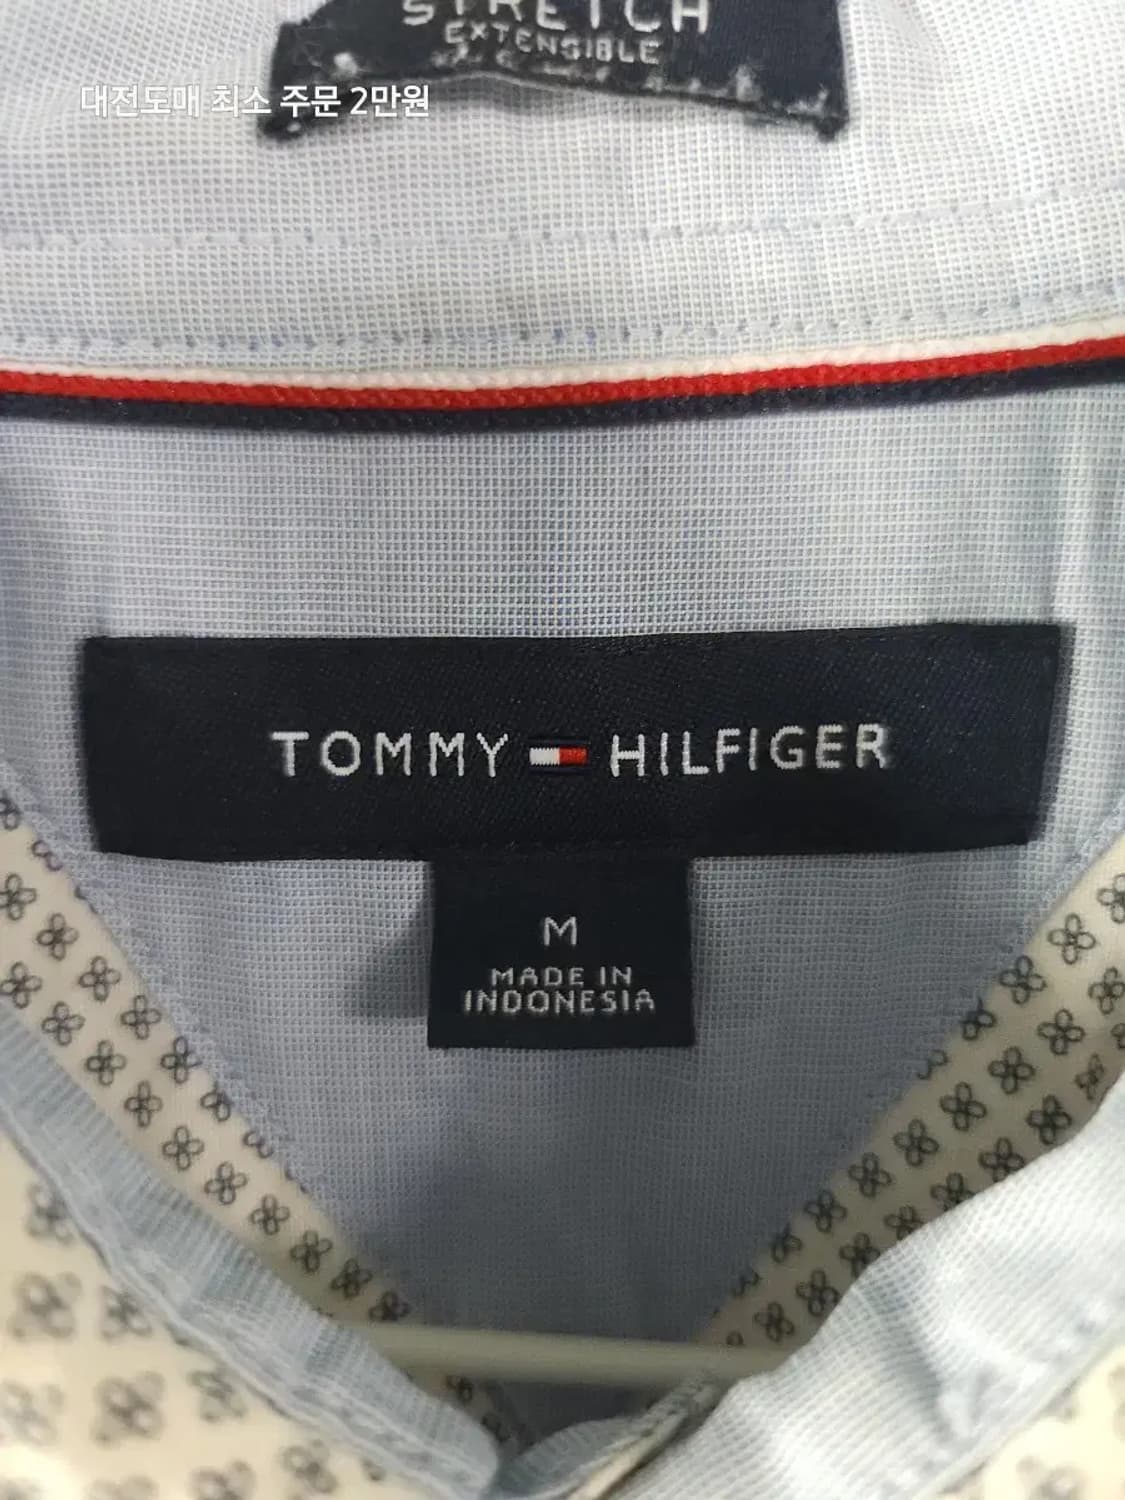 STRETCH
EXTENSIBLE
대전도매 최소 주문 2만원
TOMMY HILFIGER
M
MADE IN
INDONESIA